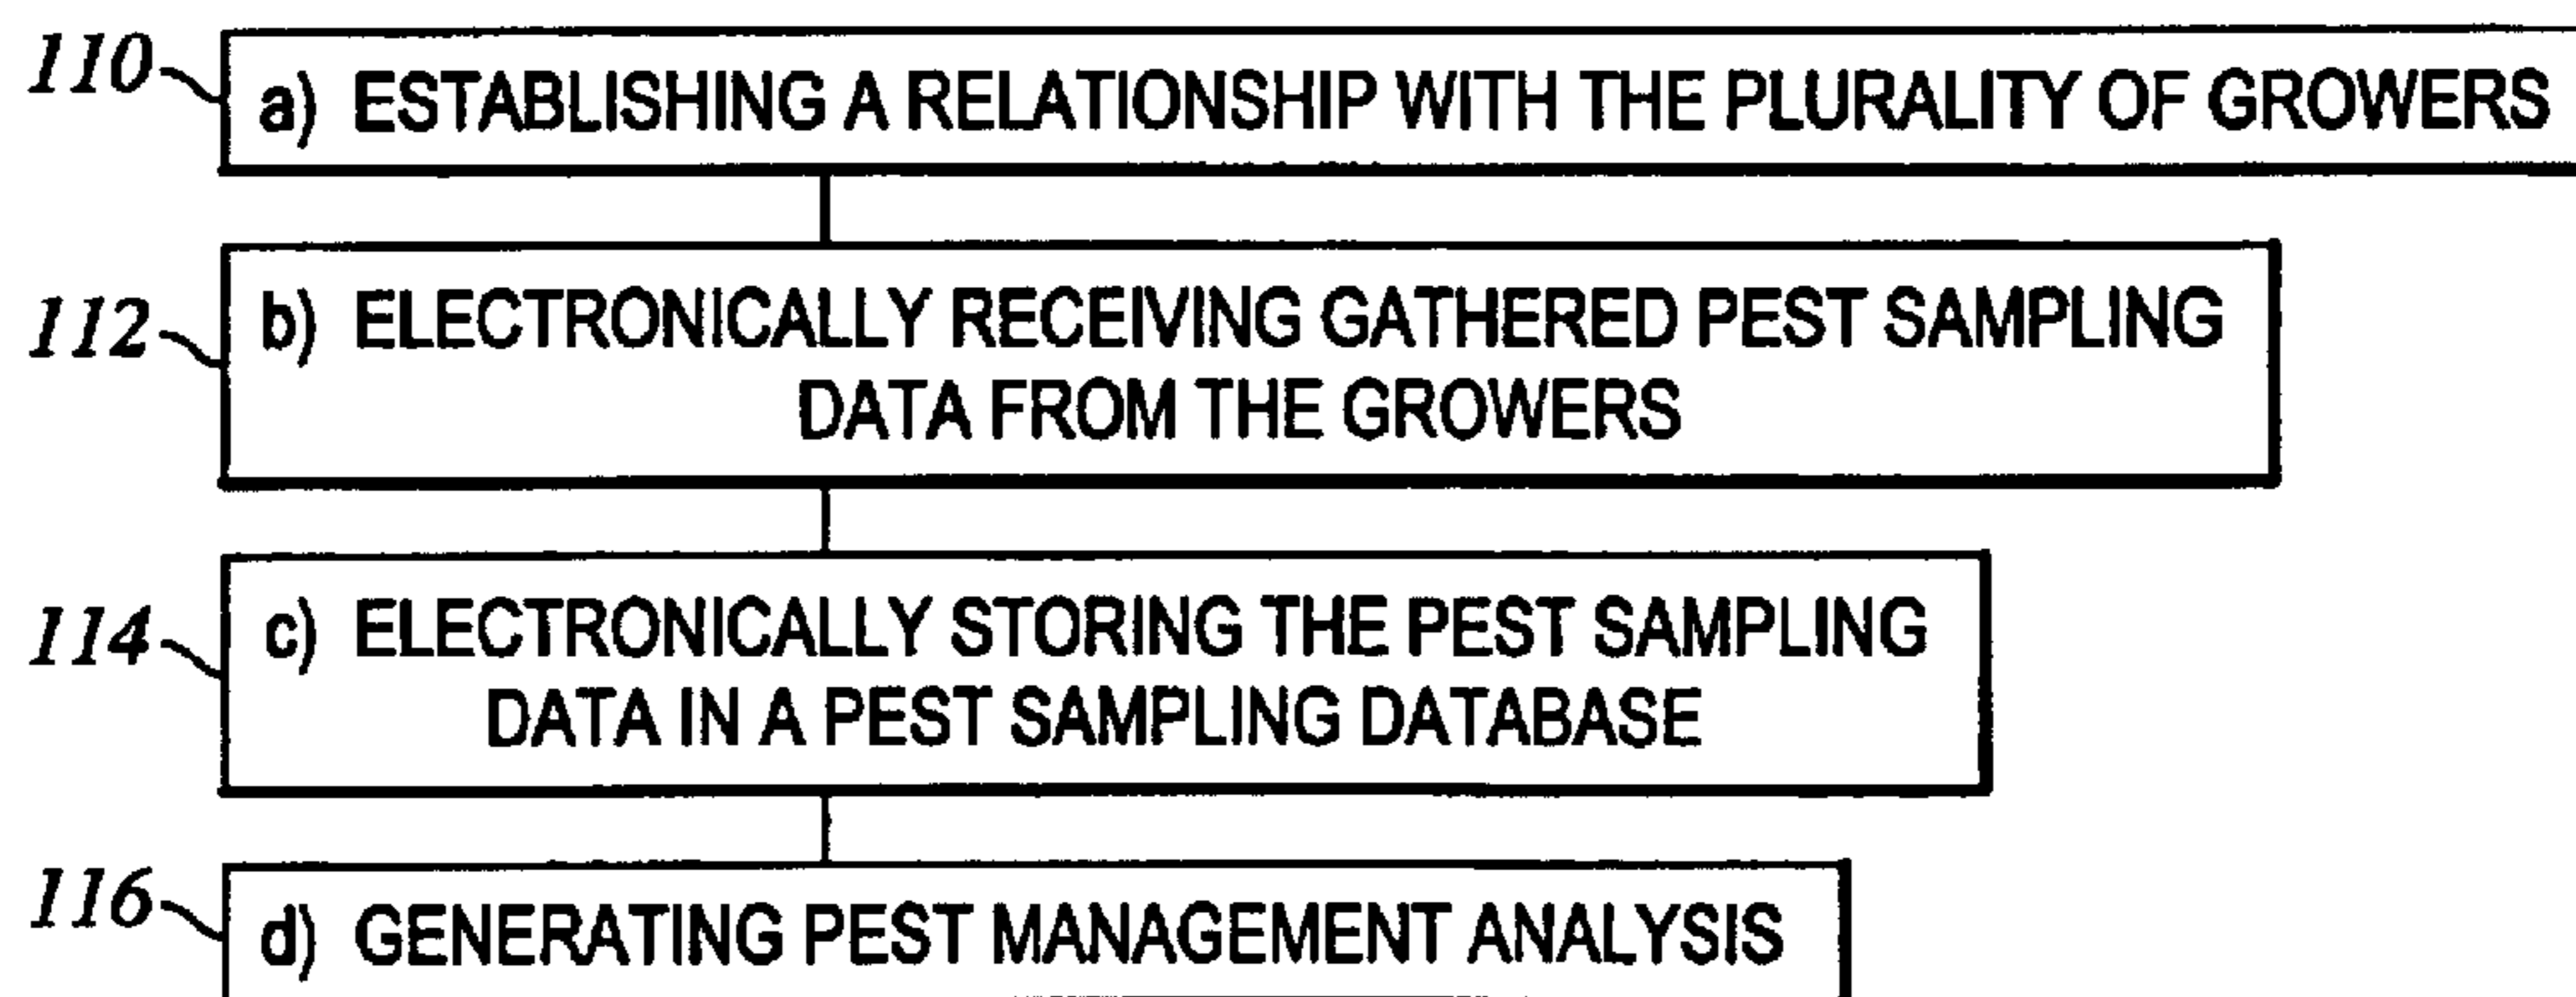 110
a) ESTABLISHING A RELATIONSHIP WITH THE PLURALITY OF GROWERS
112
b) ELECTRONICALLY RECEIVING GATHERED PEST SAMPLING
DATA FROM THE GROWERS
114
c) ELECTRONICALLY STORING THE PEST SAMPLING
DATA IN A PEST SAMPLING DATABASE
116
d) GENERATING PEST MANAGEMENT ANALYSIS